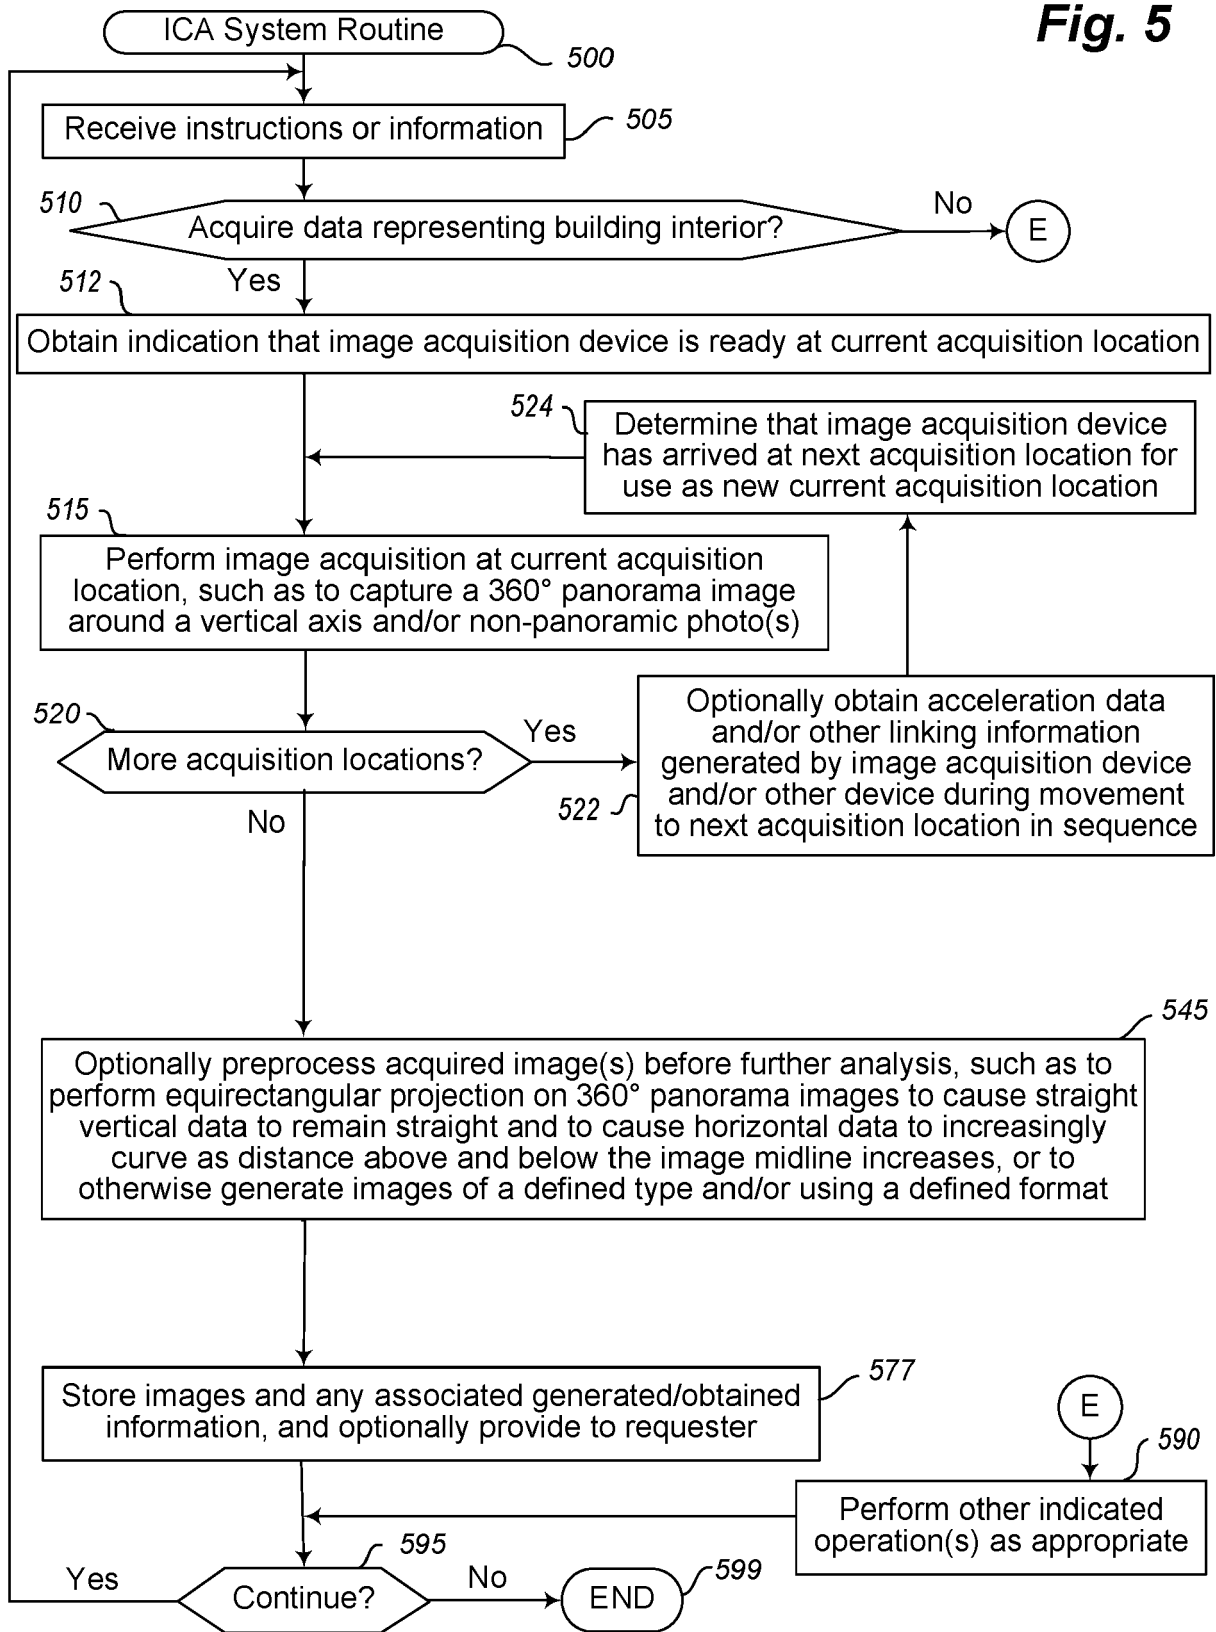 Fig. 5
ICA System Routine
500
Receive instructions or information
505
510
Acquire data representing building interior?
No
E
Yes
512
Obtain indication that image acquisition device is ready at current acquisition location
524
Determine that image acquisition device
has arrived at next acquisition location for
use as new current acquisition location
515
Perform image acquisition at current acquisition
location, such as to capture a 360° panorama image
around a vertical axis and/or non-panoramic photo(s)
520
More acquisition locations?
Yes
No
522
Optionally obtain acceleration data
and/or other linking information
generated by image acquisition device
and/or other device during movement
to next acquisition location in sequence
545
Optionally preprocess acquired image(s) before further analysis, such as to
perform equirectangular projection on 360° panorama images to cause straight
vertical data to remain straight and to cause horizontal data to increasingly
curve as distance above and below the image midline increases, or to
otherwise generate images of a defined type and/or using a defined format
577
Store images and any associated generated/obtained
information, and optionally provide to requester
E
590
Perform other indicated
operation(s) as appropriate
595
Yes
Continue?
No
END
599